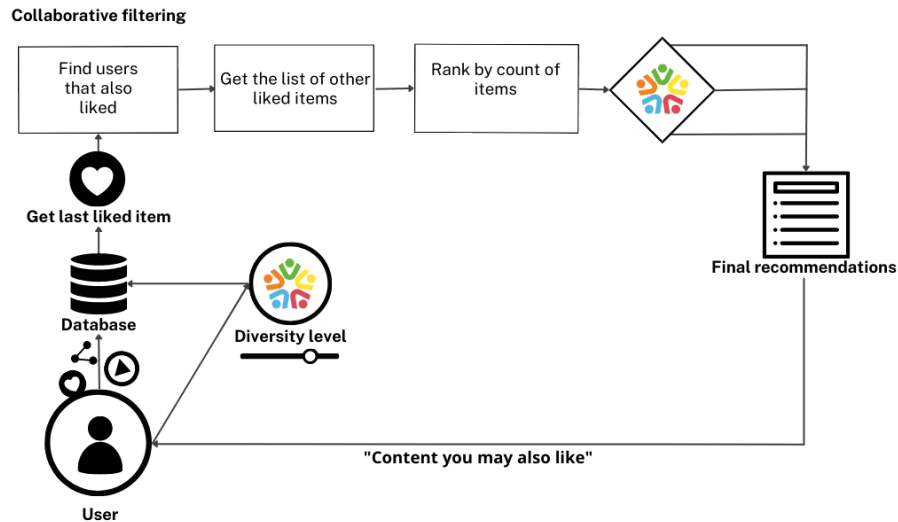 Collaborative filtering
Find users
that also
liked
Get the list of other
liked items
Rank by count of
items
Get last liked item
Final recommendations
Database
Diversity level
"Content you may also like"
User